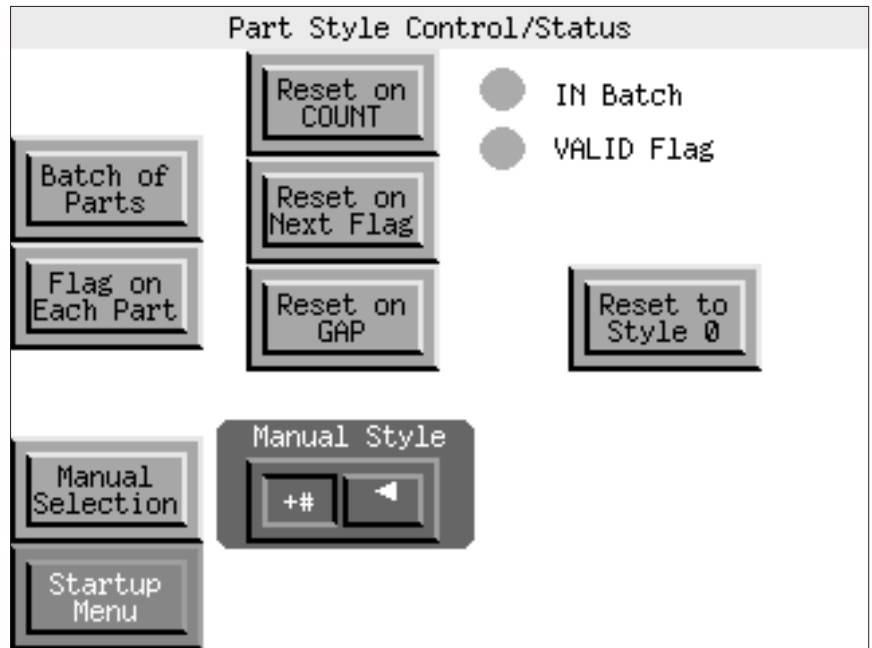 Part Style Control/Status
Reset on
COUNT
IN Batch
VALID Flag
Batch of
Parts
Reset on
Next Flag
Flag on
Each Part
Reset on
GAP
Reset to
Style 0
Manual Style
+#
Manual
Selection
Startup
Menu